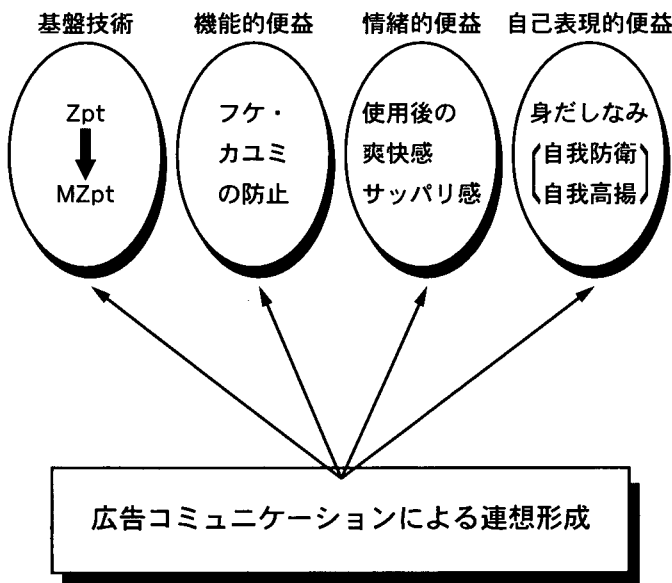 基盤技術
機能的便益
情緒的便益
自己表現的便益
Zpt
MZpt
フケ・
カユミ
の防止
使用後の
爽快感
サッパリ感
身だしなみ
自我防衛
自我高揚
広告コミュニケーションによる連想形成